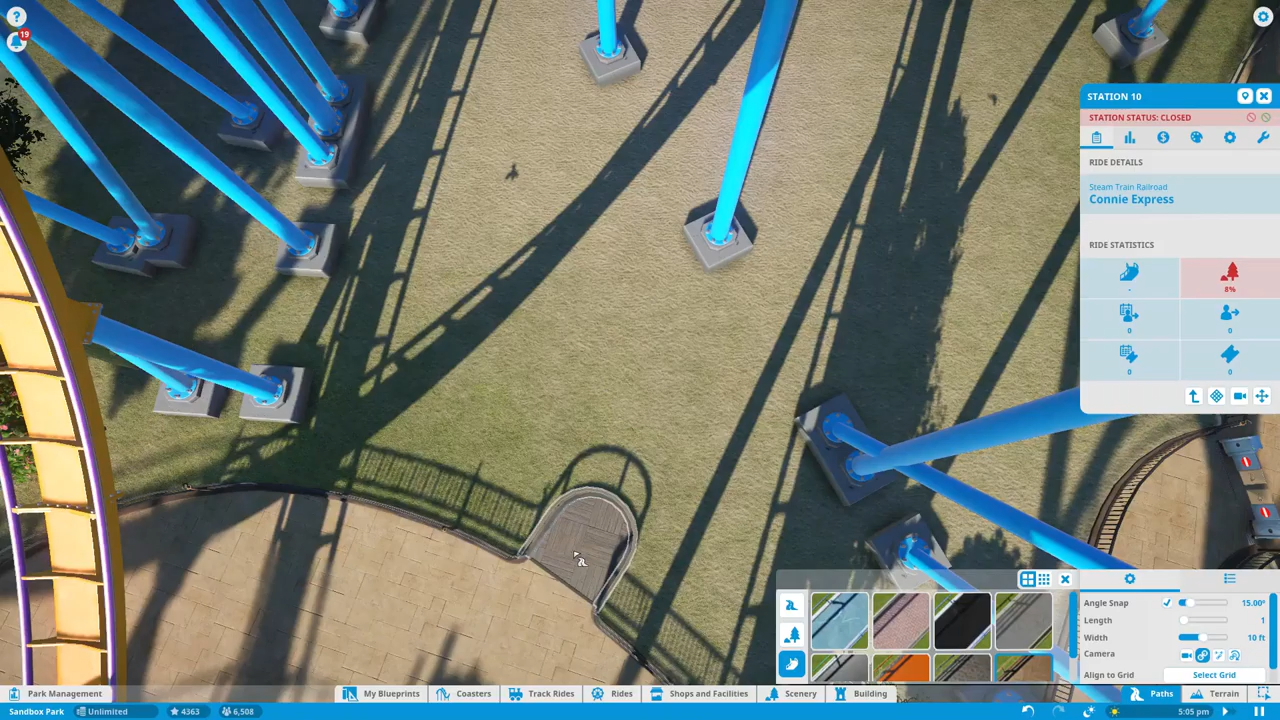 ?
19
STATION 10
STATION STATUS: CLOSED
RIDE DETAILS
Steam Train Railroad
Connie Express
RIDE STATISTICS
-
8%
0
0
0
0
Angle Snap
15.00°
Length
1
Width
10 ft
Camera
Align to Grid
Select Grid
Park Management
My Blueprints
Coasters
Track Rides
Rides
Shops and Facilities
Scenery
Building
Paths
Terrain
Sandbox Park
Unlimited
4363
6,508
5:05 pm